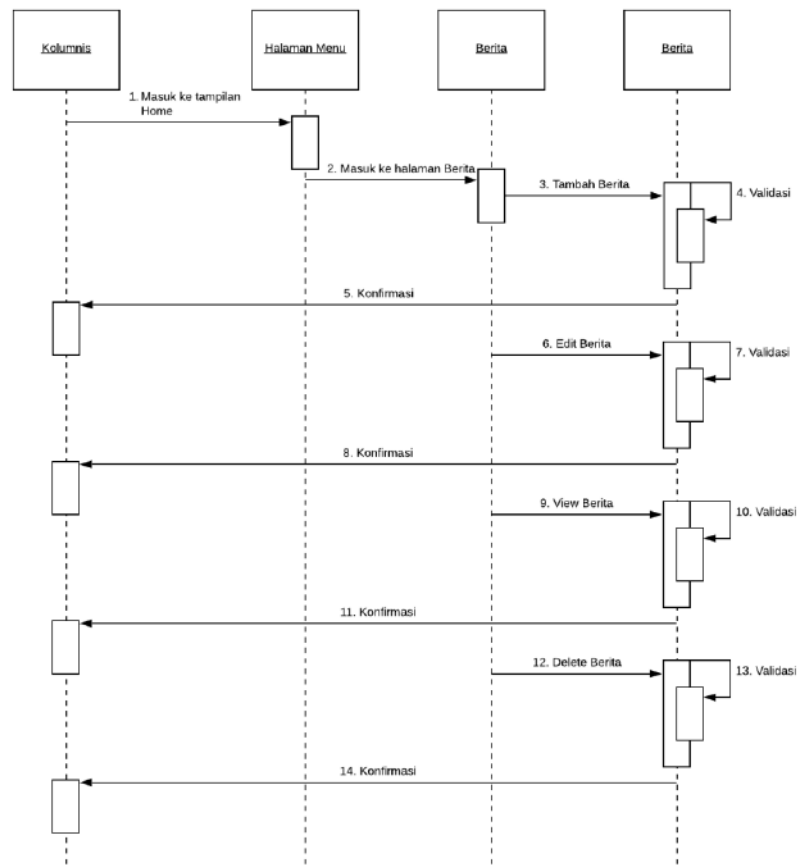 Kolumnis
Halaman Menu
Berita
Berita
1. Masuk ke tampilan
Home
2. Masuk ke halaman Berita
3. Tambah Berita
4. Validasi
5. Konfirmasi
6. Edit Berita
7. Validasi
8. Konfirmasi
9. View Berita
10. Validasi
11. Konfirmasi
12. Delete Berita
13. Validasi
14. Konfirmasi